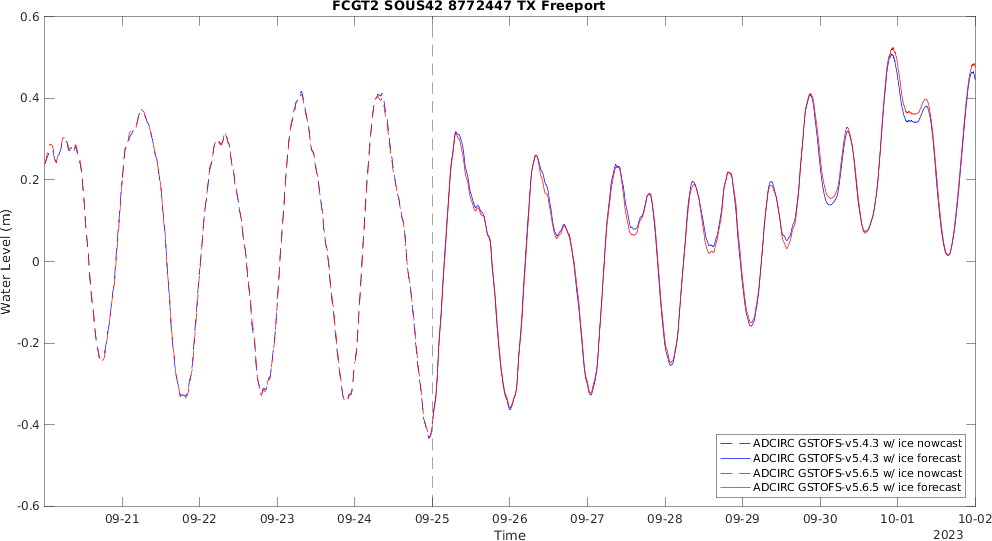 FCGT2 SOUS42 8772447 TX Freeport
0.6
0.4
0.2
0
-0.2
-0.4
-0.6
Water Level (m)
ADCIRC GSTOFS-v5.4.3 w/ ice nowcast
ADCIRC GSTOFS-v5.4.3 w/ ice forecast
ADCIRC GSTOFS-v5.6.5 w/ ice nowcast
ADCIRC GSTOFS-v5.6.5 w/ ice forecast
09-21 09-22 09-23 09-24 09-25 09-26 09-27 09-28 09-29 09-30 10-01 10-02
Time
2023